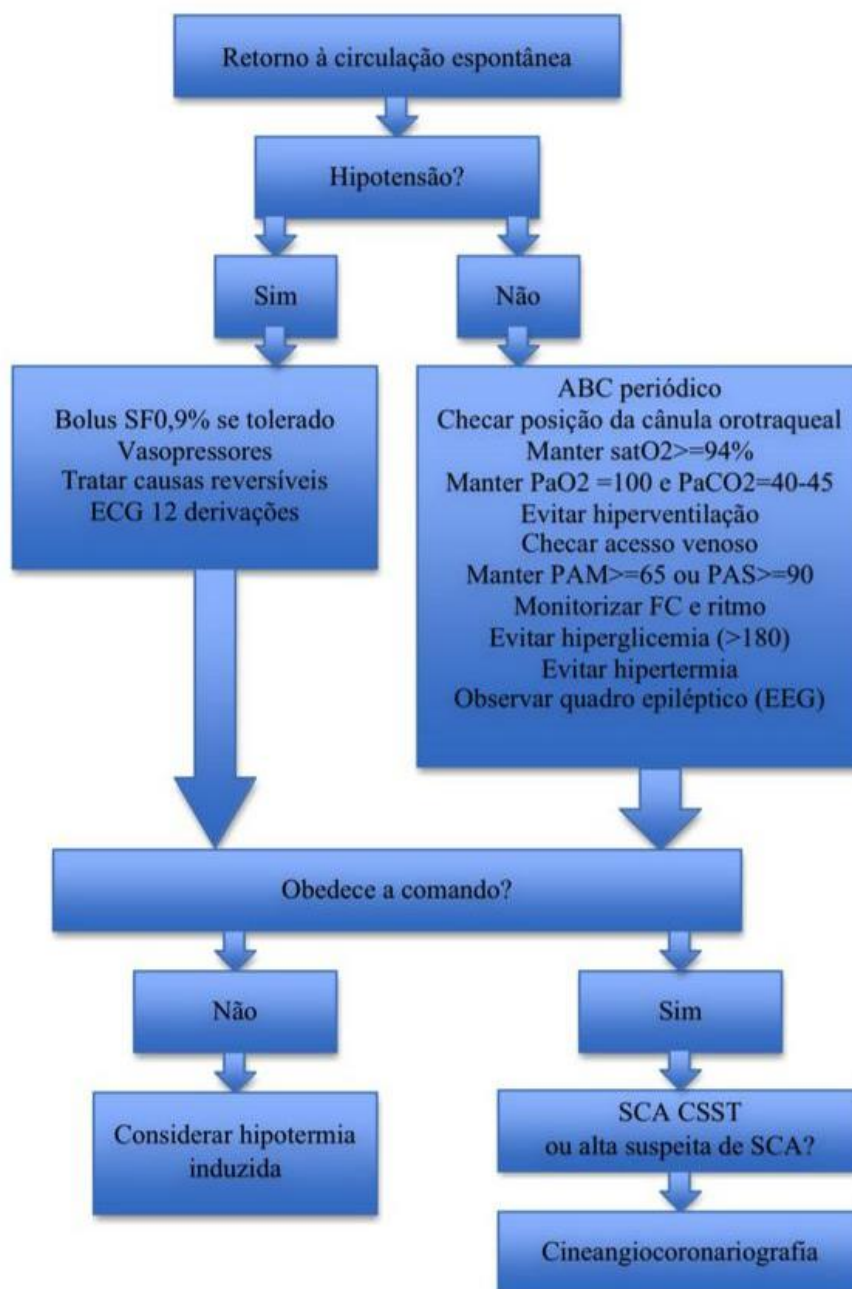 Retorno à circulação espontânea
Hipotensão?
Sim
Não
Bolus SF0,9% se tolerado
Vasopressores
Tratar causas reversíveis
ECG 12 derivações
ABC periódico
Checar posição da cânula orotraqueal
Manter satO2>=94%
Manter PaO2 =100 e PaCO2=40-45
Evitar hiperventilação
Checar acesso venoso
Manter PAM>=65 ou PAS>=90
Monitorizar FC e ritmo
Evitar hiperglicemia (>180)
Evitar hipertermia
Observar quadro epiléptico (EEG)
Obedece a comando?
Não
Sim
Considerar hipotermia
induzida
SCA CSST
ou alta suspeita de SCA?
Cineangiocoronariografia